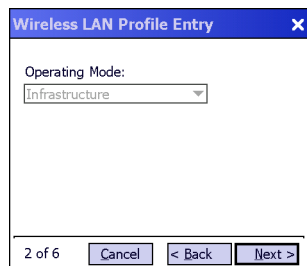 Wireless LAN Profile Entry X
Operating Mode:
Infrastructure
2 of 6 Cancel < Back Next >